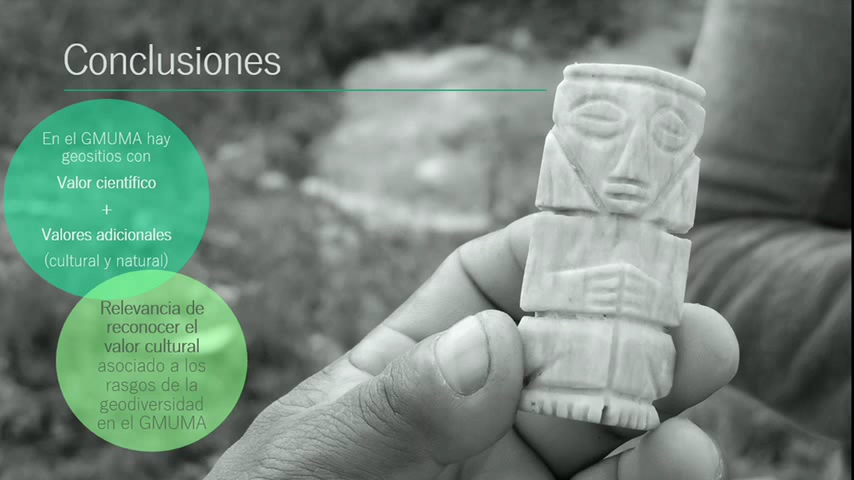 Conclusiones
En el GMUMA hay
geositios con
Valor científico
+
Valores adicionales
(cultural y natural)
Relevancia de
reconocer el
valor cultural
asociado a los
rasgos de la
geodiversidad
en el GMUMA